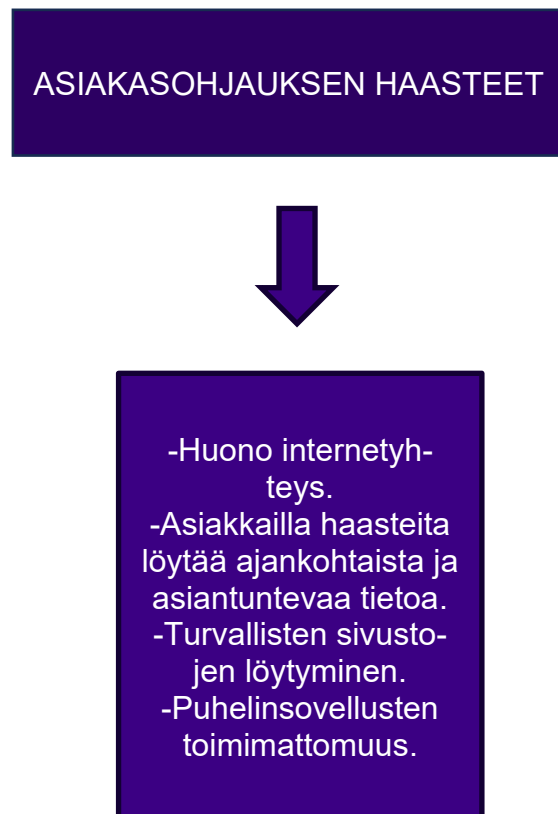 ASIAKASOHJAUKSEN HAASTEET
-Huono internetyh-
teys.
-Asiakkailla haasteita
löytää ajankohtaista ja
asiantuntevaa tietoa.
-Turvallisten sivusto-
jen löytyminen.
-Puhelinsovellusten
toimimattomuus.